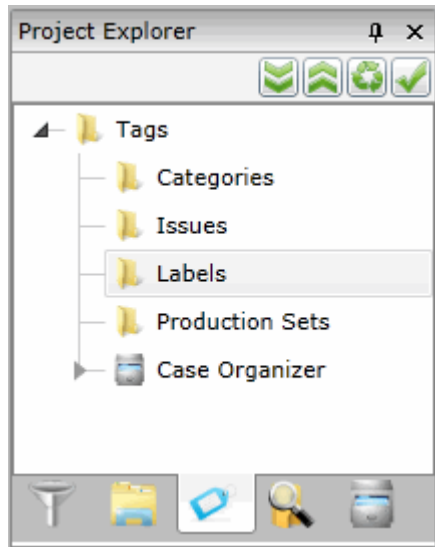 Project Explorer
Tags
Categories
Issues
Labels
Production Sets
Case Organizer